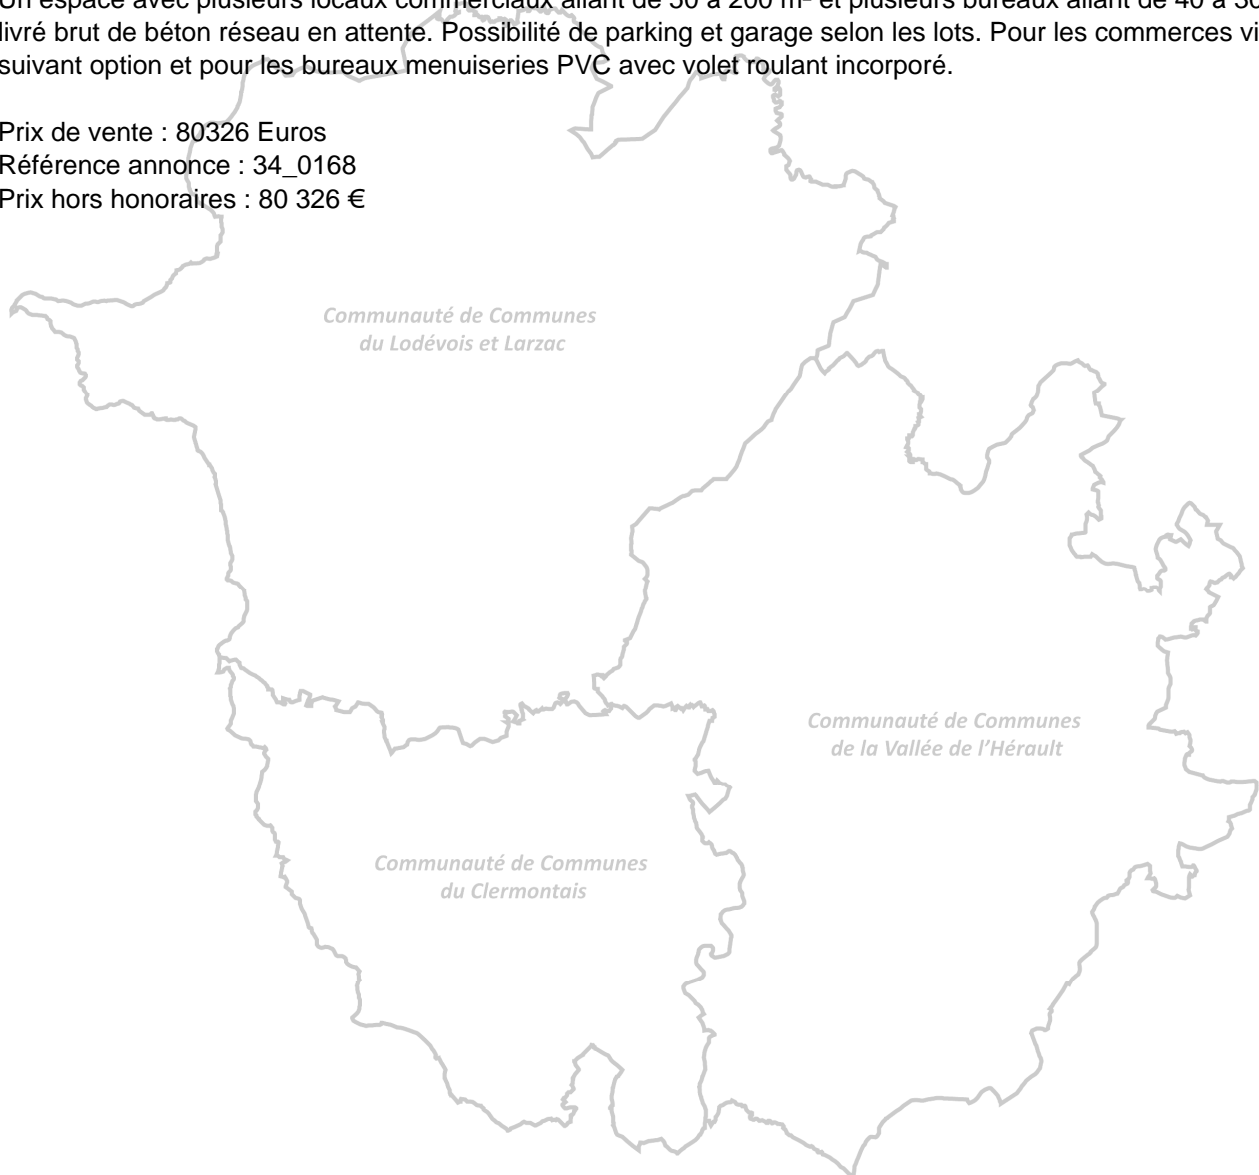 Un espace avec plusieurs locaux commerciaux allant de 50 à 200 m² et plusieurs bureaux allant de 40 à
livré brut de béton réseau en attente. Possibilité de parking et garage selon les lots. Pour les commerces
suivant option et pour les bureaux menuiseries PVC avec volet roulant incorporé.
Prix de vente : 80326 Euros
Référence annonce : 34_0168
Prix hors honoraires : 80 326 €
Communauté de Communes
du Lodévois et Larzac
Communauté de Communes
de la Vallée de l'Hérault
Communauté de Communes
du Clermontais